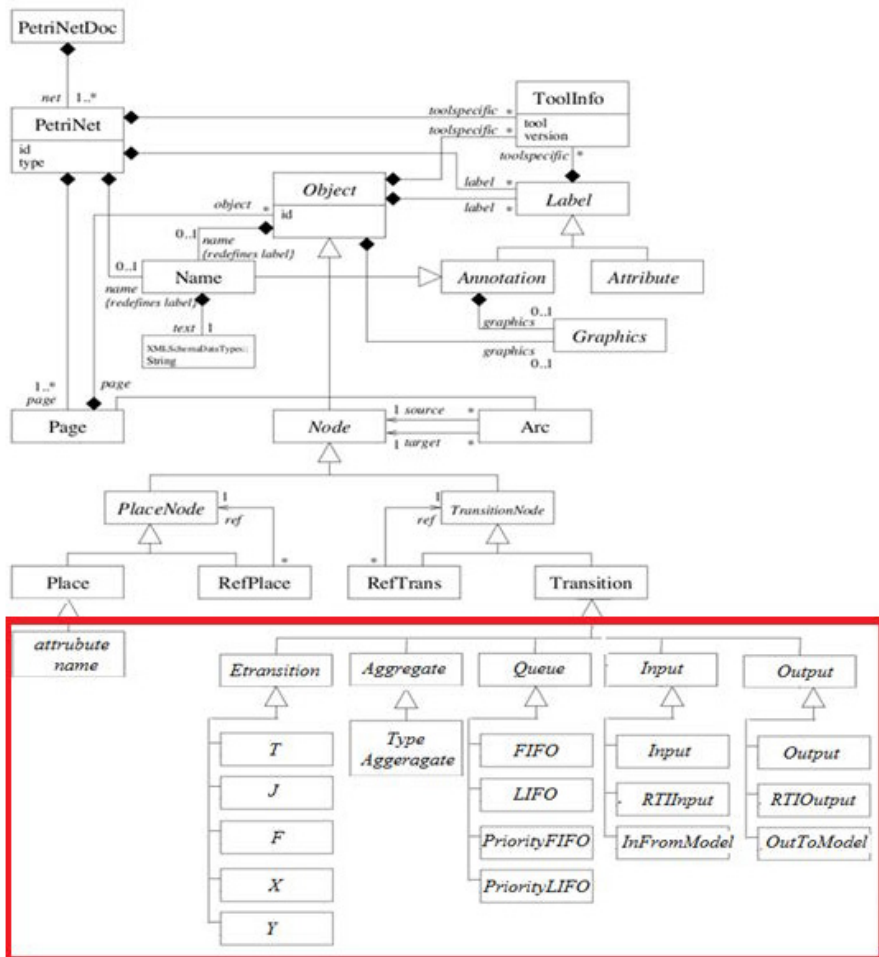 PetriNetDoc
net 1..*
PetriNet
id
type
toolspecific *
toolspecific *
ToolInfo
tool
version
toolspecific *
label *
label *
Label
Object
id
object *
0..1
name
{redefines label}
0..1
name
{redefines label}
Name
Annotation
Attribute
text 1
XMLSchemaDataTypes::
String
0..1
graphics
Graphics
graphics
0..1
1..*
page
page
Page
Node
1 source *
1 target *
Arc
PlaceNode
1
ref
*
TransitionNode
1
ref
*
Place
RefPlace
RefTrans
Transition
attrubute
name
Etransition
Aggregate
Queue
Input
Output
T
J
F
X
Y
Type
Aggeragate
FIFO
LIFO
PriorityFIFO
PriorityLIFO
Input
RTIInput
InFromModel
Output
RTIOutput
OutToModel